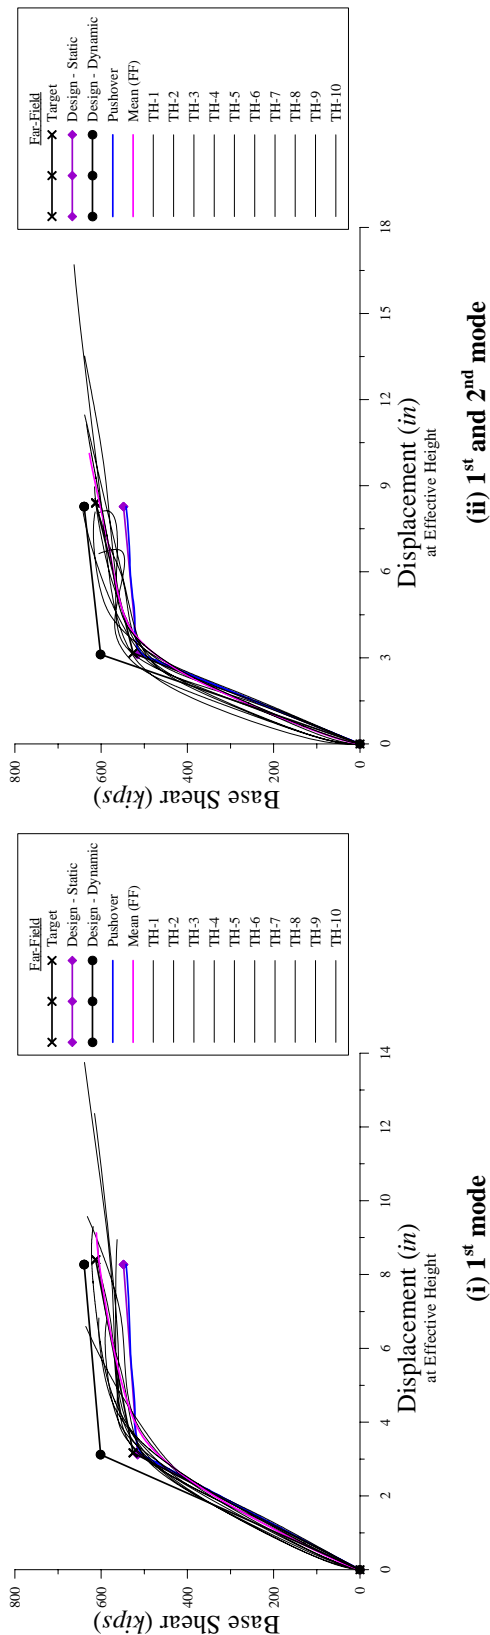 800
600
400
200
0
Base Shear (kips)
0
2
4
6
8
10
12
14
Displacement (in)
at Effective Height
Far-Field
Target
Design - Static
Design - Dynamic
Pushover
Mean (FF)
TH-1
TH-2
TH-3
TH-4
TH-5
TH-6
TH-7
TH-8
TH-9
TH-10
(i) 1st mode
800
600
400
200
0
Base Shear (kips)
0
3
6
9
12
15
18
Displacement (in)
at Effective Height
Far-Field
Target
Design - Static
Design - Dynamic
Pushover
Mean (FF)
TH-1
TH-2
TH-3
TH-4
TH-5
TH-6
TH-7
TH-8
TH-9
TH-10
(ii) 1st and 2nd mode